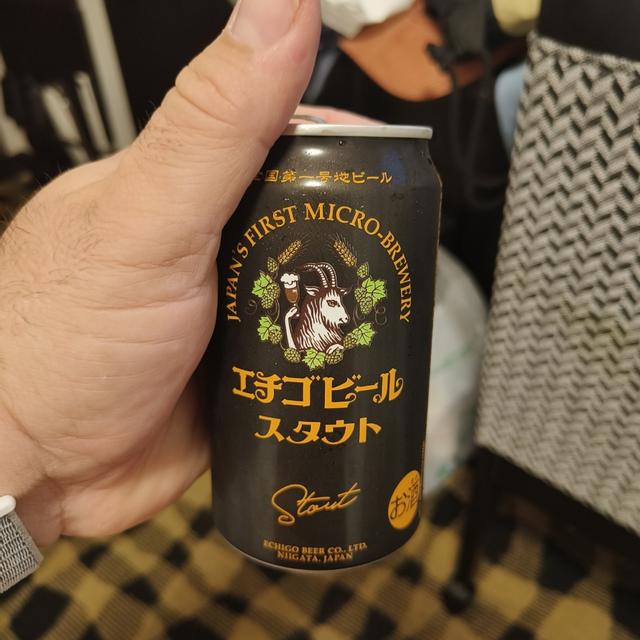 全国第一号地ビール
JAPAN'S FIRST MICRO-BREWERY
エチゴビール
スタウト
Stout
お酒
ECHIGO BEER CO., LTD.
NIIGATA, JAPAN